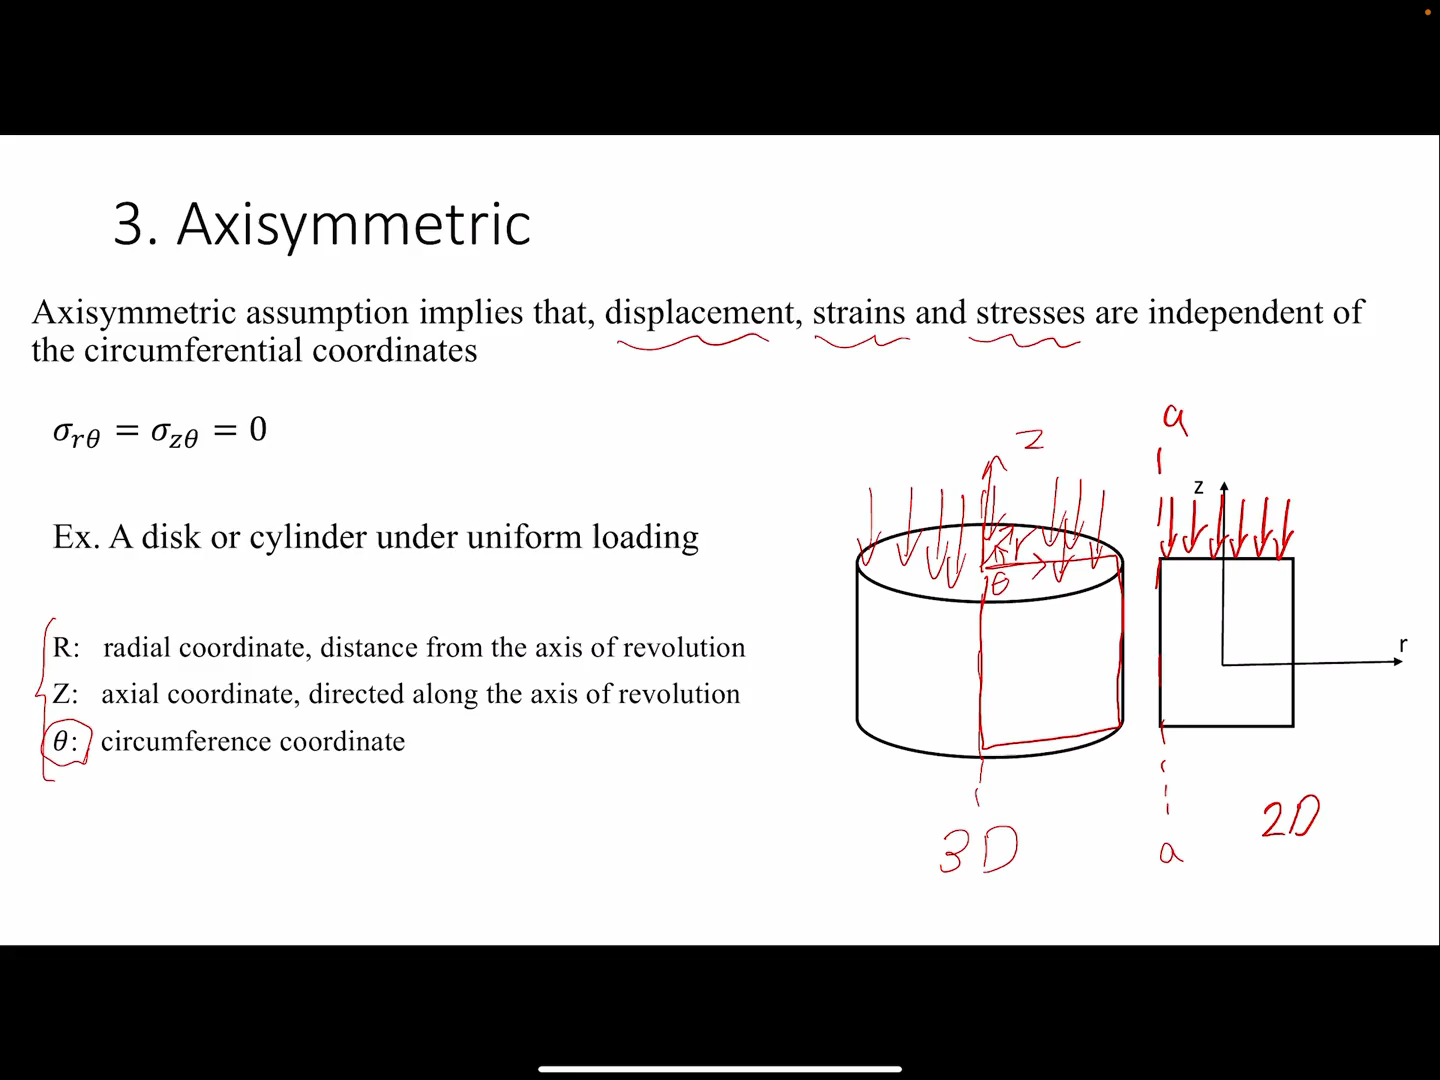 3. Axisymmetric
Axisymmetric assumption implies that, displacement, strains and stresses are independent of
the circumferential coordinates
σrθ = σzθ = 0
Ex. A disk or cylinder under uniform loading
R: radial coordinate, distance from the axis of revolution
Z: axial coordinate, directed along the axis of revolution
θ: circumference coordinate
z
r
θ
3D
a
z
r
a
2D